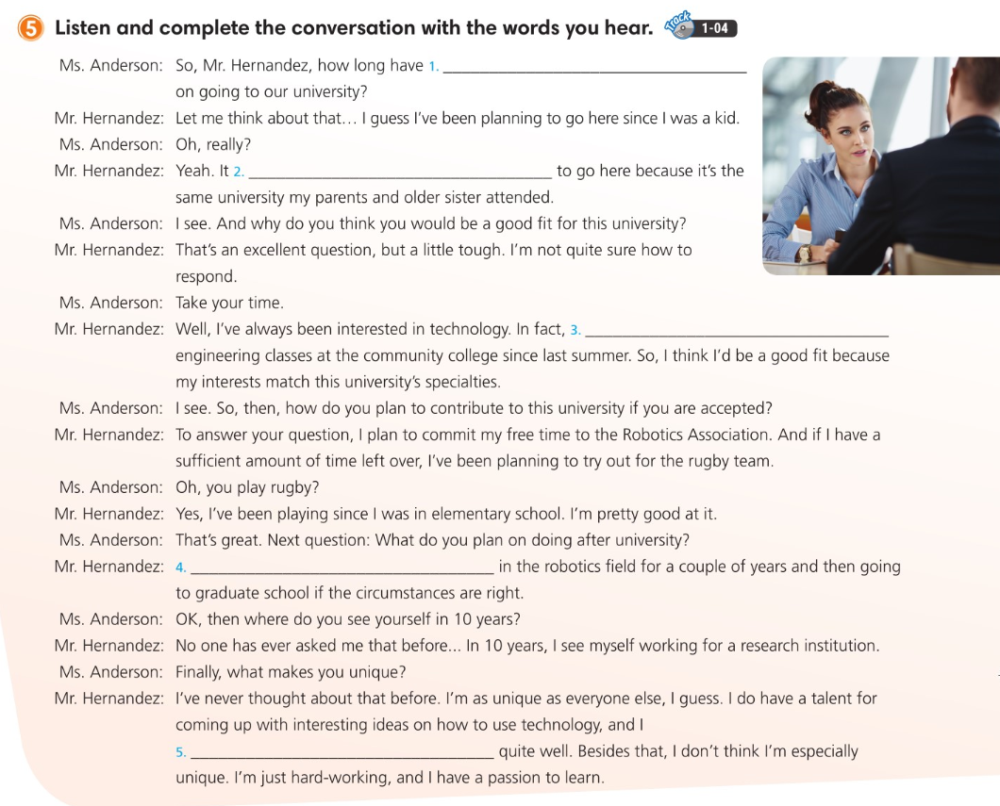 5 Listen and complete the conversation with the words you hear. Track 1-04
Ms. Anderson: So, Mr. Hernandez, how long have 1. ______________________________
on going to our university?
Mr. Hernandez: Let me think about that… I guess I've been planning to go here since I was a kid.
Ms. Anderson: Oh, really?
Mr. Hernandez: Yeah. It 2. ______________________________ to go here because it's the
same university my parents and older sister attended.
Ms. Anderson: I see. And why do you think you would be a good fit for this university?
Mr. Hernandez: That's an excellent question, but a little tough. I'm not quite sure how to
respond.
Ms. Anderson: Take your time.
Mr. Hernandez: Well, I've always been interested in technology. In fact, 3. ______________________________
engineering classes at the community college since last summer. So, I think I'd be a good fit because
my interests match this university's specialties.
Ms. Anderson: I see. So, then, how do you plan to contribute to this university if you are accepted?
Mr. Hernandez: To answer your question, I plan to commit my free time to the Robotics Association. And if I have a
sufficient amount of time left over, I've been planning to try out for the rugby team.
Ms. Anderson: Oh, you play rugby?
Mr. Hernandez: Yes, I've been playing since I was in elementary school. I'm pretty good at it.
Ms. Anderson: That's great. Next question: What do you plan on doing after university?
Mr. Hernandez: 4. ______________________________ in the robotics field for a couple of years and then going
to graduate school if the circumstances are right.
Ms. Anderson: OK, then where do you see yourself in 10 years?
Mr. Hernandez: No one has ever asked me that before... In 10 years, I see myself working for a research institution.
Ms. Anderson: Finally, what makes you unique?
Mr. Hernandez: I've never thought about that before. I'm as unique as everyone else, I guess. I do have a talent for
coming up with interesting ideas on how to use technology, and I
5. ______________________________ quite well. Besides that, I don't think I'm especially
unique. I'm just hard-working, and I have a passion to learn.